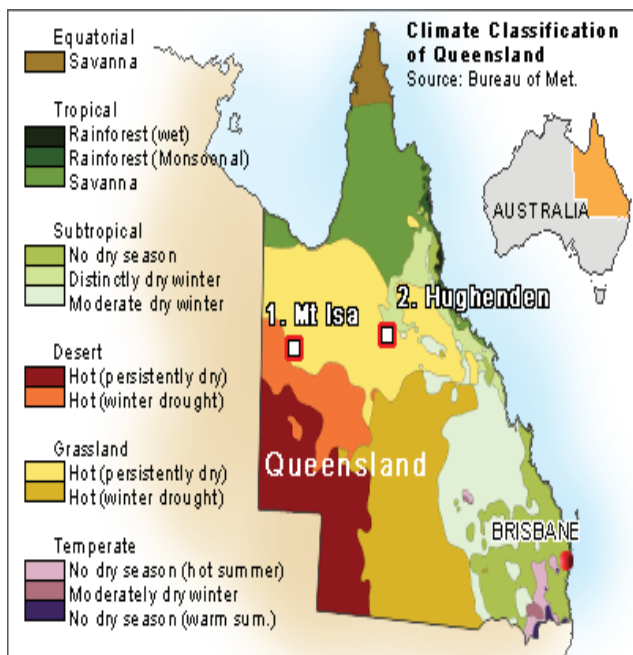 Climate Classification
of Queensland
Source: Bureau of Met.
Equatorial
Savanna
Tropical
Rainforest (wet)
Rainforest (Monsoonal)
Savanna
Subtropical
No dry season
Distinctly dry winter
Moderate dry winter
Desert
Hot (persistently dry)
Hot (winter drought)
Grassland
Hot (persistently dry)
Hot (winter drought)
Temperate
No dry season (hot summer)
Moderately dry winter
No dry season (warm sum.)
AUSTRALIA
1. Mt Isa
2. Hughenden
Queensland
BRISBANE